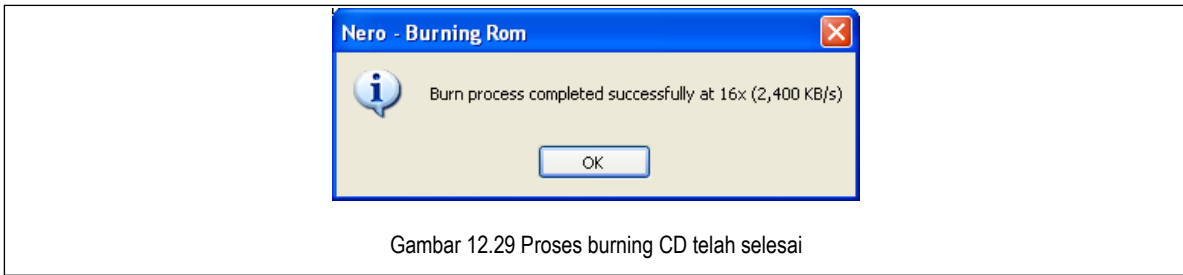 Nero - Burning Rom
Burn process completed successfully at 16x (2,400 KB/s)
OK
Gambar 12.29 Proses burning CD telah selesai